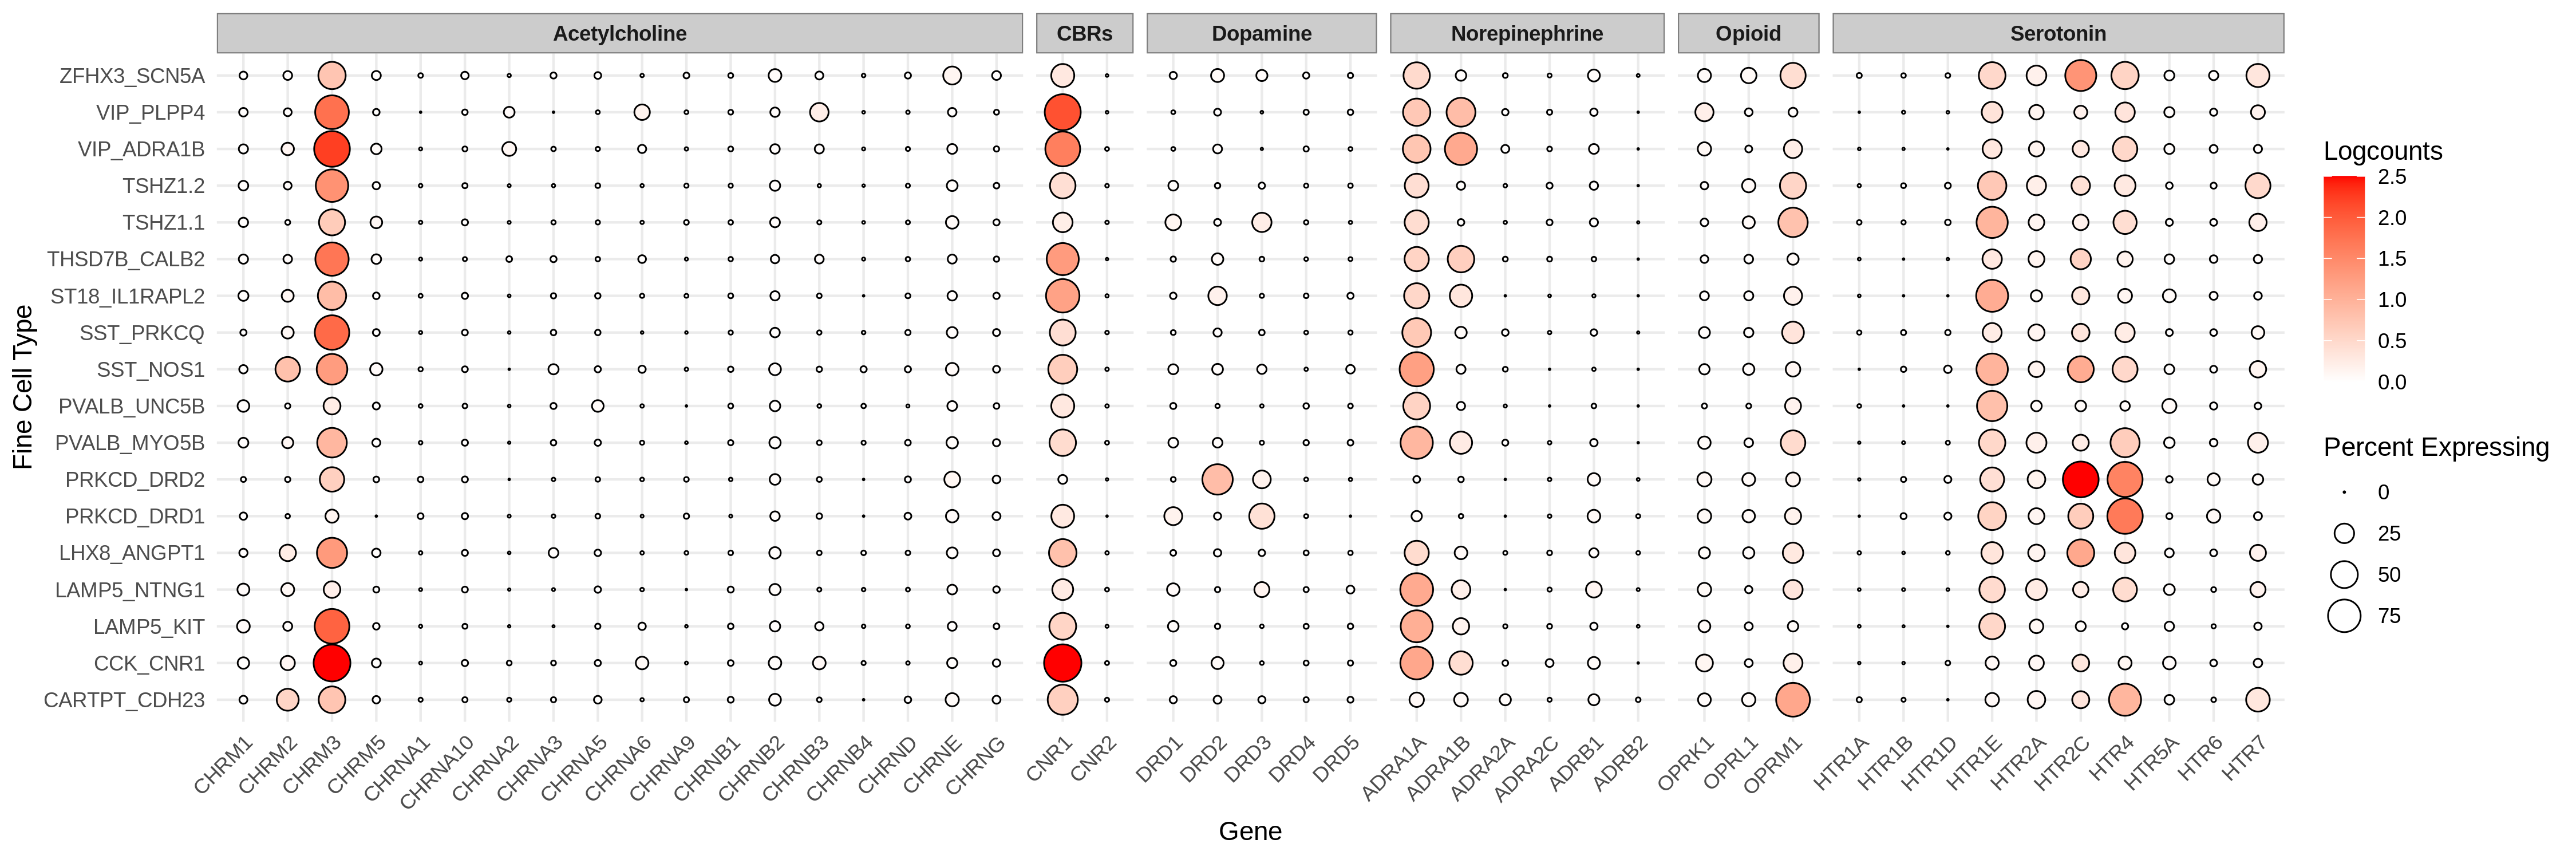 Acetylcholine
CBRs
Dopamine
Norepinephrine
Opioid
Serotonin
Fine Cell Type
ZFHX3_SCN5A
VIP_PLPP4
VIP_ADRA1B
TSHZ1.2
TSHZ1.1
THSD7B_CALB2
ST18_IL1RAPL2
SST_PRKCQ
SST_NOS1
PVALB_UNC5B
PVALB_MYO5B
PRKCD_DRD2
PRKCD_DRD1
LHX8_ANGPT1
LAMP5_NTNG1
LAMP5_KIT
CCK_CNR1
CARTPT_CDH23
CHRM1
CHRM2
CHRM3
CHRM5
CHRNA1
CHRNA10
CHRNA2
CHRNA3
CHRNA5
CHRNA6
CHRNA9
CHRNB1
CHRNB2
CHRNB3
CHRNB4
CHRND
CHRNE
CHRNG
CNR1
CNR2
DRD1
DRD2
DRD3
DRD4
DRD5
ADRA1A
ADRA1B
ADRA2A
ADRA2C
ADRB1
ADRB2
OPRK1
OPRL1
OPRM1
HTR1A
HTR1B
HTR1D
HTR1E
HTR2A
HTR2C
HTR4
HTR5A
HTR6
HTR7
Gene
Logcounts
2.5
2.0
1.5
1.0
0.5
0.0
Percent Expressing
0
25
50
75